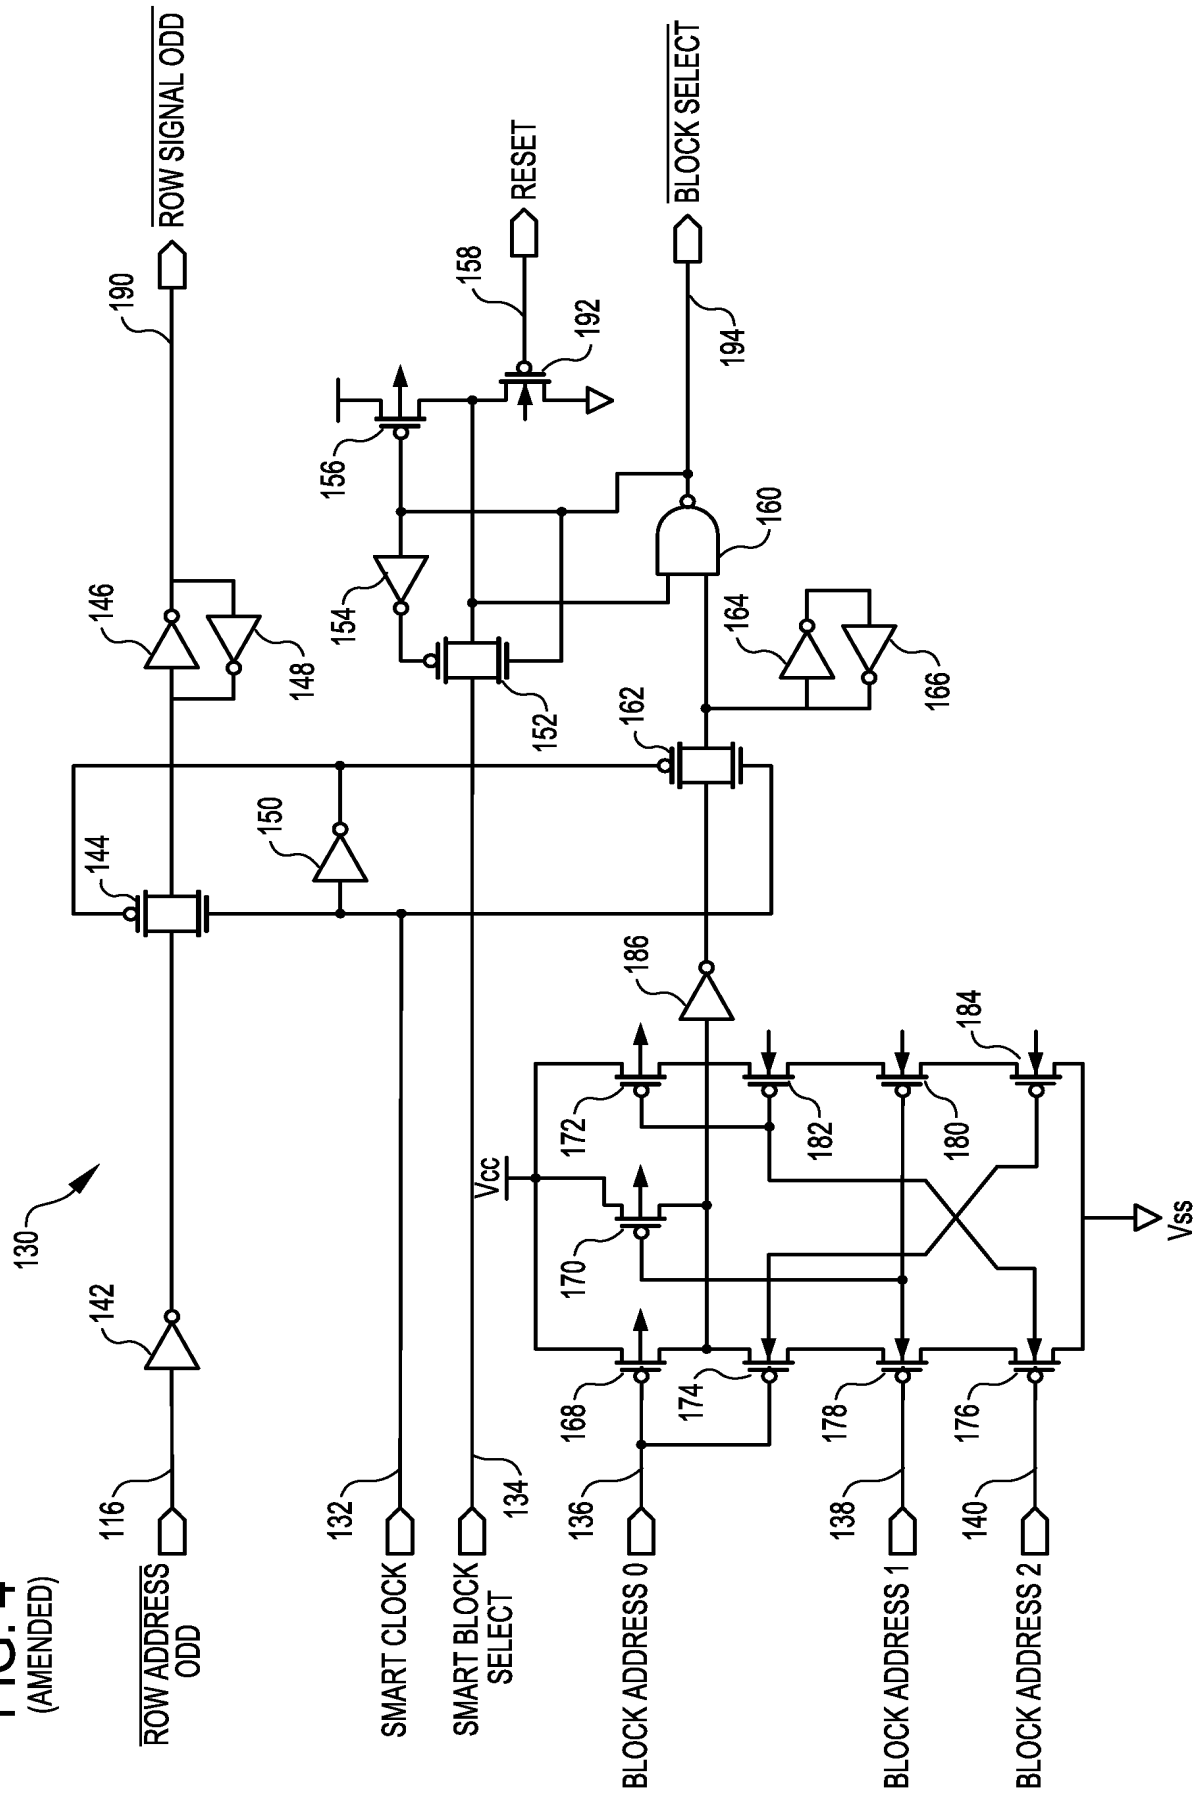 FIG. 4
(AMENDED)
130
ROW ADDRESS
ODD
116
142
144
146
148
190
ROW SIGNAL ODD
SMART CLOCK
132
150
SMART BLOCK
SELECT
134
152
154
156
158
RESET
192
BLOCK ADDRESS 0
136
168
170
172
Vcc
174
182
186
162
164
166
160
194
BLOCK SELECT
BLOCK ADDRESS 1
138
178
180
BLOCK ADDRESS 2
140
176
184
Vss